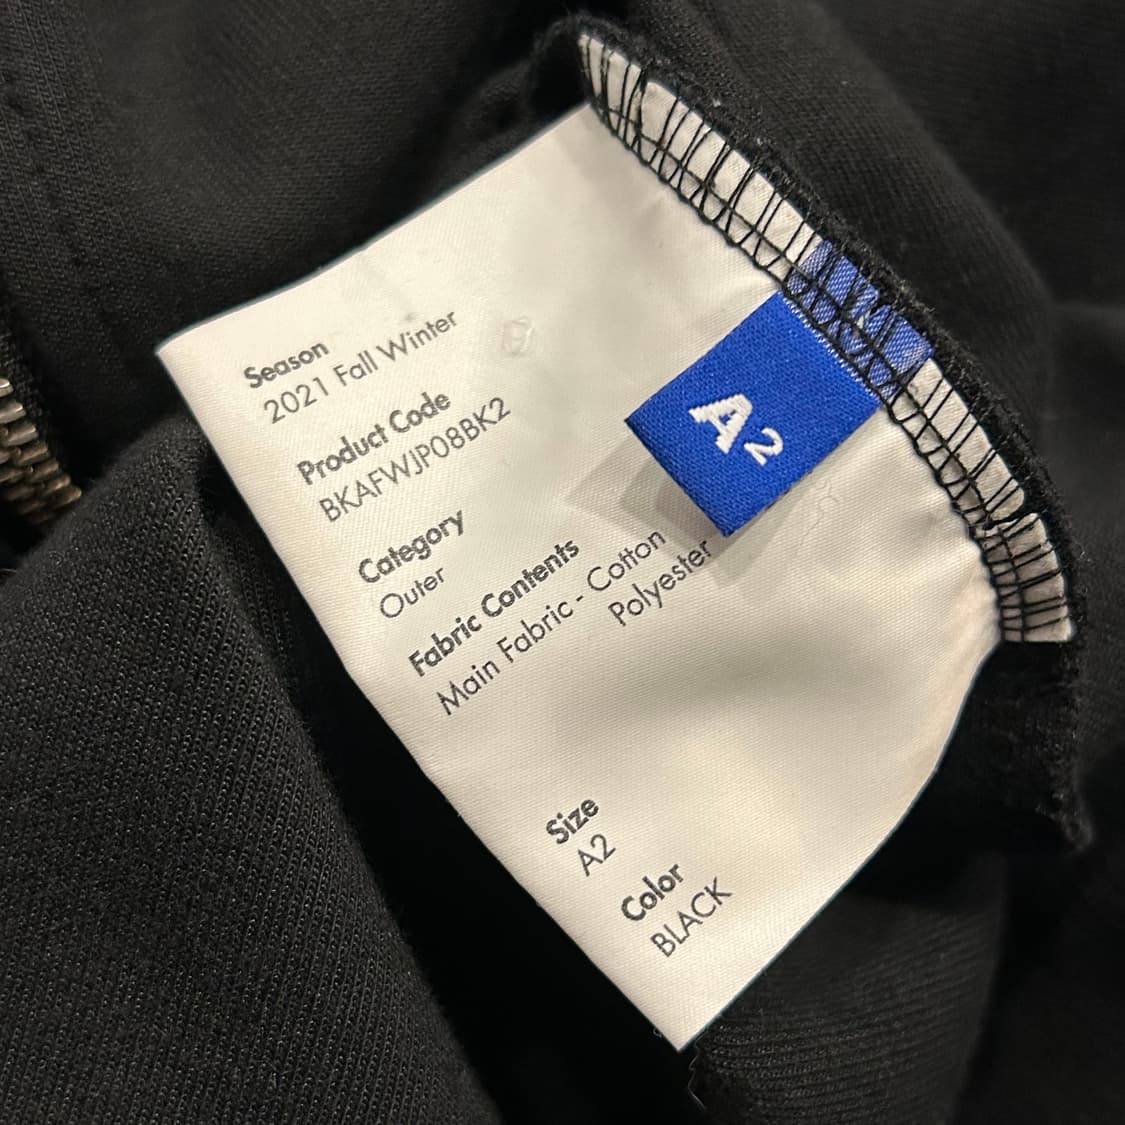 Season
2021 Fall Winter
Product Code
BKAFWJP08BK2
Category
Outer
Fabric Contents
Main Fabric - Cotton
Polyester
Size
A2
Color
BLACK
A2